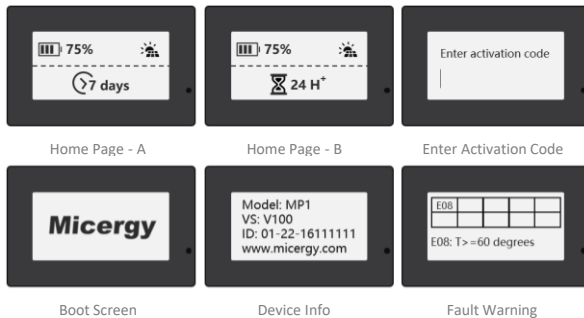 75%
7 days
Home Page - A
75%
24 H+
Home Page - B
Enter activation code
Enter Activation Code
Micergy
Boot Screen
Model: MP1
VS: V100
ID: 01-22-16111111
www.micergy.com
Device Info
E08
E08: T>=60 degrees
Fault Warning